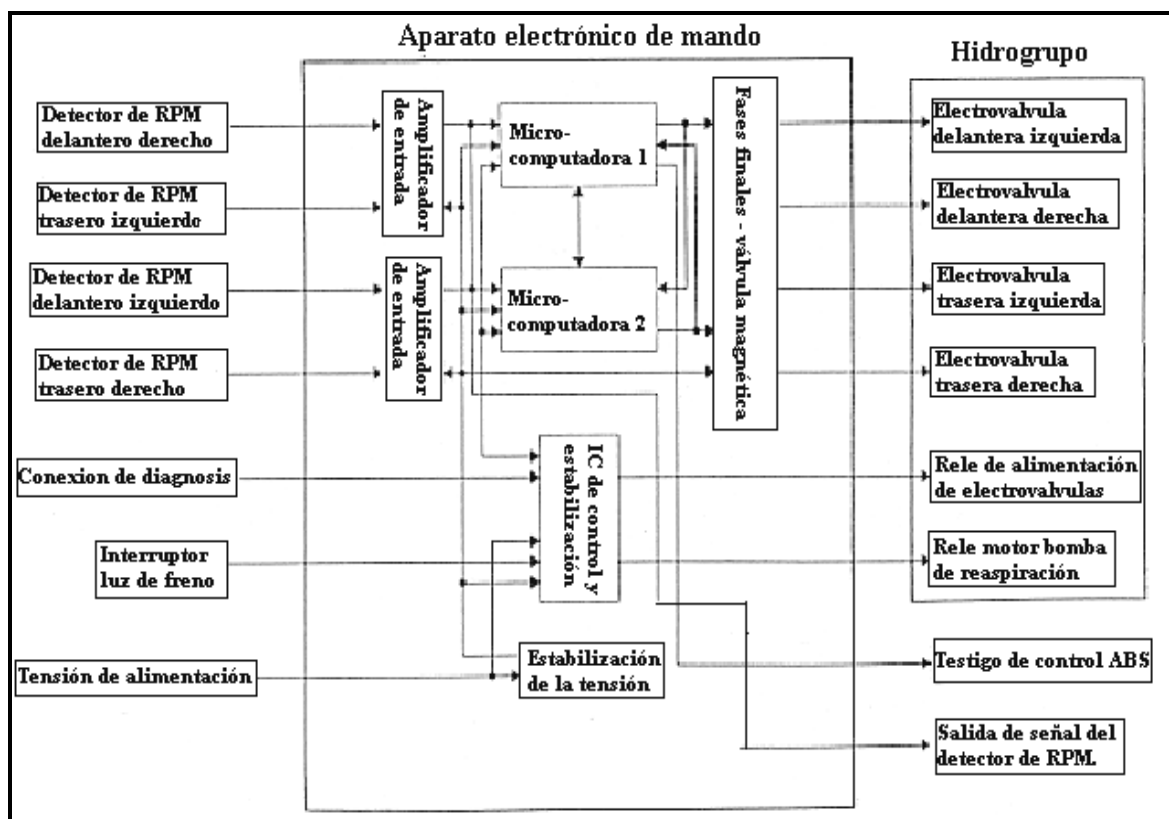 Aparato electrónico de mando
Hidrogrupo
Detector de RPM
delantero derecho
Detector de RPM
trasero izquierdo
Detector de RPM
delantero izquierdo
Detector de RPM
trasero derecho
Conexion de diagnosis
Interruptor
luz de freno
Tensión de alimentación
Amplificador
de entrada
Amplificador
de entrada
Micro-
computadora 1
Micro-
computadora 2
IC de control y
estabilización
Estabilización
de la tensión
Fases finales - válvula magnética
Electrovalvula
delantera izquierda
Electrovalvula
delantera derecha
Electrovalvula
trasera izquierda
Electrovalvula
trasera derecha
Rele de alimentación
de electrovalvulas
Rele motor bomba
de reaspiración
Testigo de control ABS
Salida de señal del
detector de RPM.